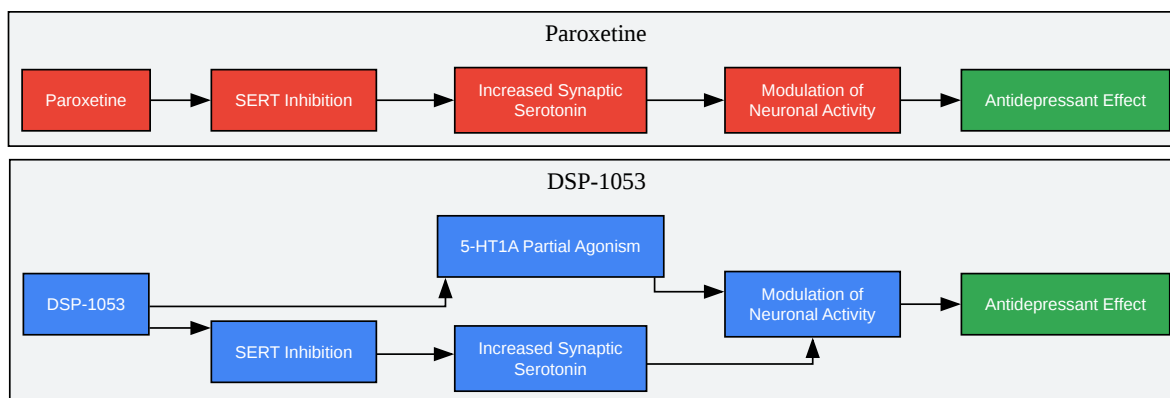 Paroxetine
Paroxetine
SERT Inhibition
Increased Synaptic
Serotonin
Modulation of
Neuronal Activity
Antidepressant Effect
DSP-1053
DSP-1053
5-HT1A Partial Agonism
SERT Inhibition
Increased Synaptic
Serotonin
Modulation of
Neuronal Activity
Antidepressant Effect